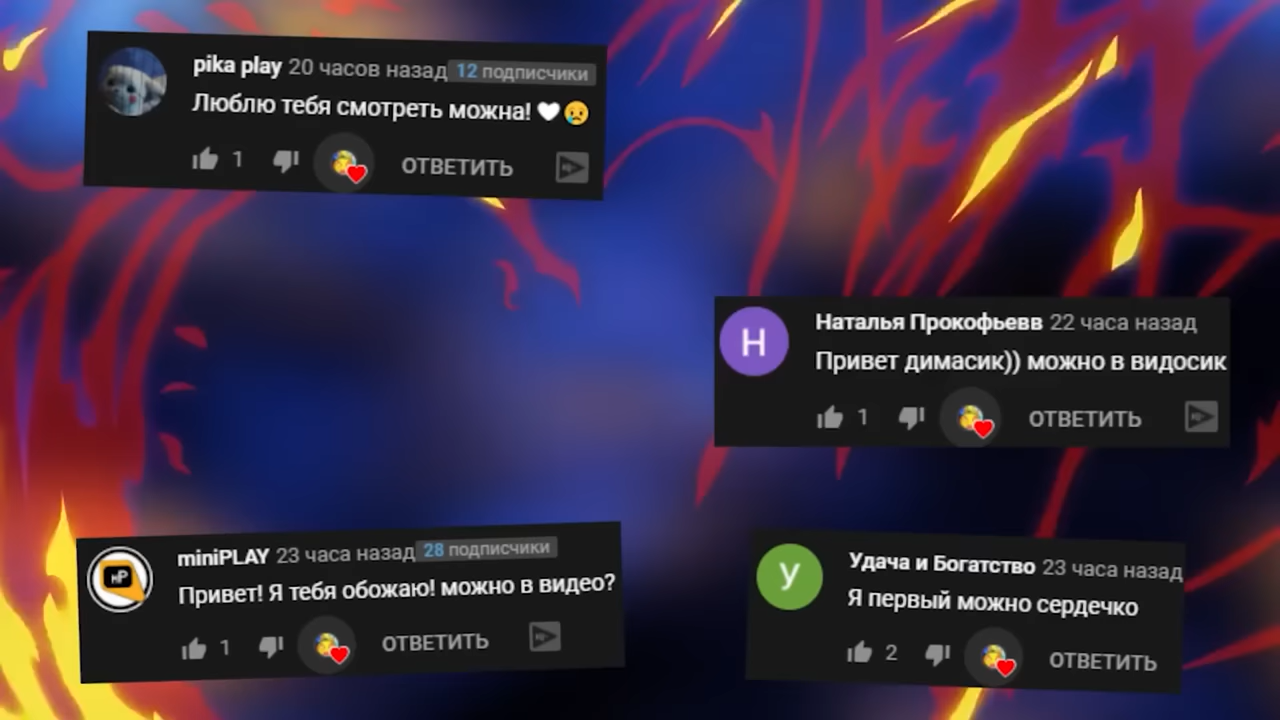 pika play 20 часов назад 12 подписчики
Люблю тебя смотреть можна! 🤍😢
1 ОТВЕТИТЬ
Н
Наталья Прокофьевв 22 часа назад
Привет димасик)) можно в видосик
1 ОТВЕТИТЬ
miniPLAY 23 часа назад 28 подписчики
Привет! Я тебя обожаю! можно в видео?
1 ОТВЕТИТЬ
У
Удача и Богатство 23 часа назад
Я первый можно сердечко
2 ОТВЕТИТЬ